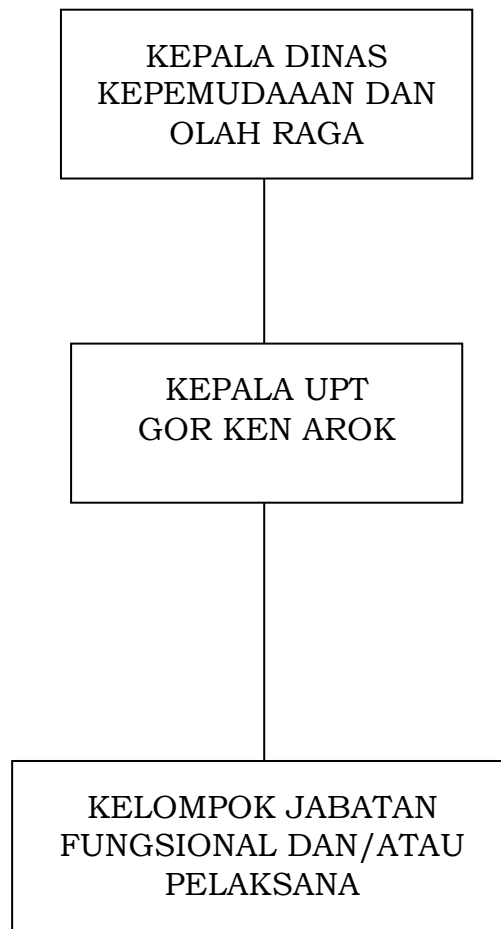 KEPALA DINAS
KEPEMUDAAAN DAN
OLAH RAGA
KEPALA UPT
GOR KEN AROK
KELOMPOK JABATAN
FUNGSIONAL DAN/ATAU
PELAKSANA